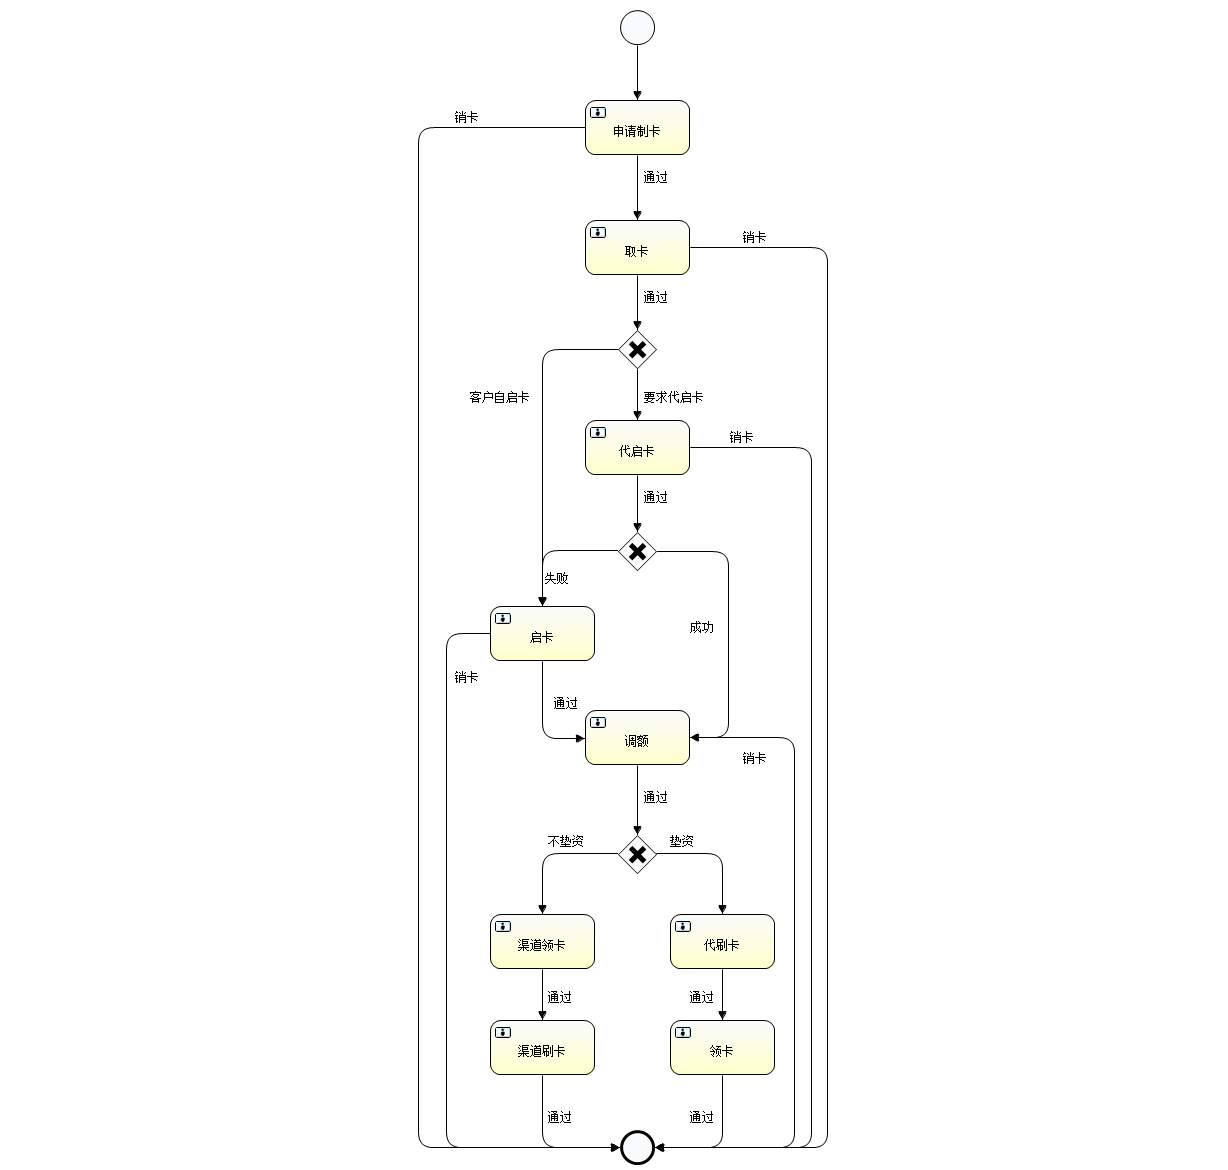 销卡
申请制卡
通过
取卡
销卡
通过
客户自启卡
要求代启卡
代启卡
销卡
通过
失败
启卡
成功
销卡
通过
调额
销卡
通过
不垫资
垫资
渠道领卡
代刷卡
通过
通过
渠道刷卡
领卡
通过
通过